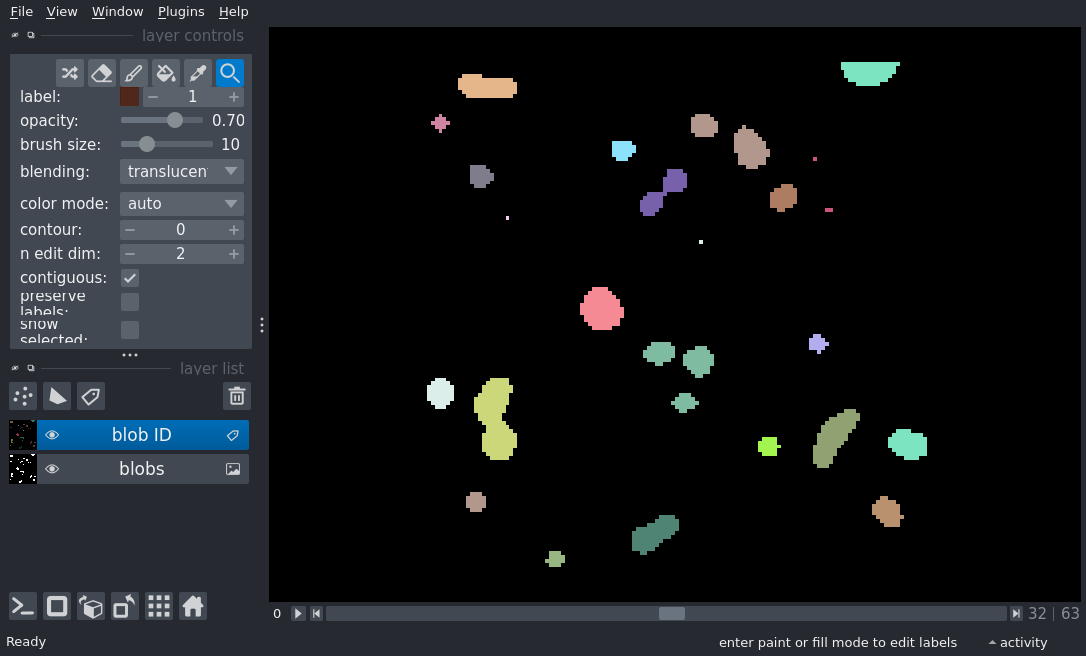 File View Window Plugins Help
layer controls
label: 1
opacity: 0.70
brush size: 10
blending: translucen
color mode: auto
contour: 0
n edit dim: 2
contiguous:
preserve
labels:
show
selected:
layer list
blob ID
blobs
0 32 | 63
Ready enter paint or fill mode to edit labels activity